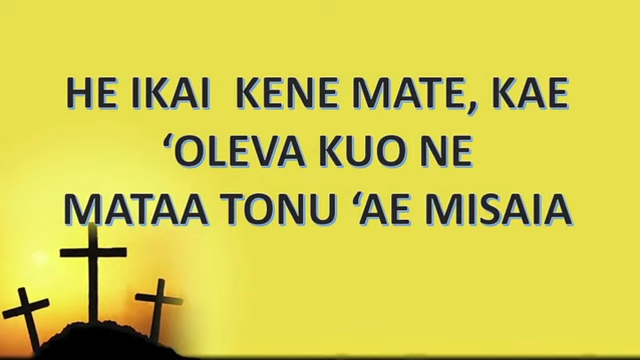 HE IKAI KENE MATE, KAE
‘OLEVA KUO NE
MATAA TONU ‘AE MISAIA